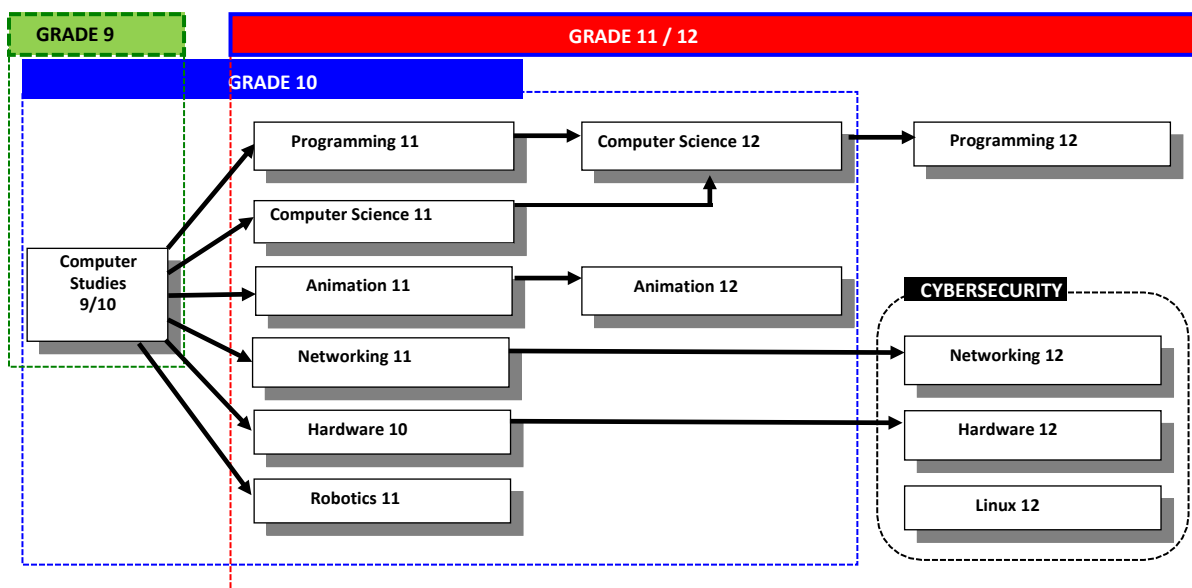 GRADE 9
GRADE 11 / 12
GRADE 10
Programming 11
Computer Science 12
Programming 12
Computer Science 11
Computer
Studies
9/10
Animation 11
Animation 12
CYBERSECURITY
Networking 11
Networking 12
Hardware 10
Hardware 12
Robotics 11
Linux 12